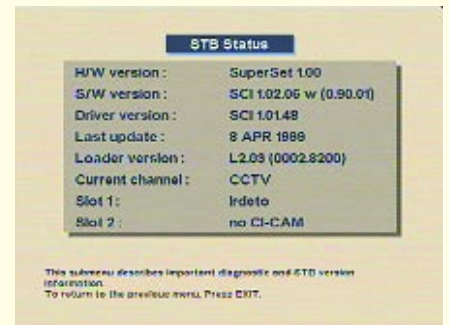 STB Status
H/W version : SuperSet 1.00
S/W version : SCI 1.02.06 w (0.90.01)
Driver version : SCI 1.01.48
Last update : 8 APR 1999
Loader version : L2.03 (0002.8200)
Current channel : CCTV
Slot 1 : Irdeto
Slot 2 : no CI-CAM
This submenu describes important diagnostic and STB version
information.
To return to the previous menu, Press EXIT.